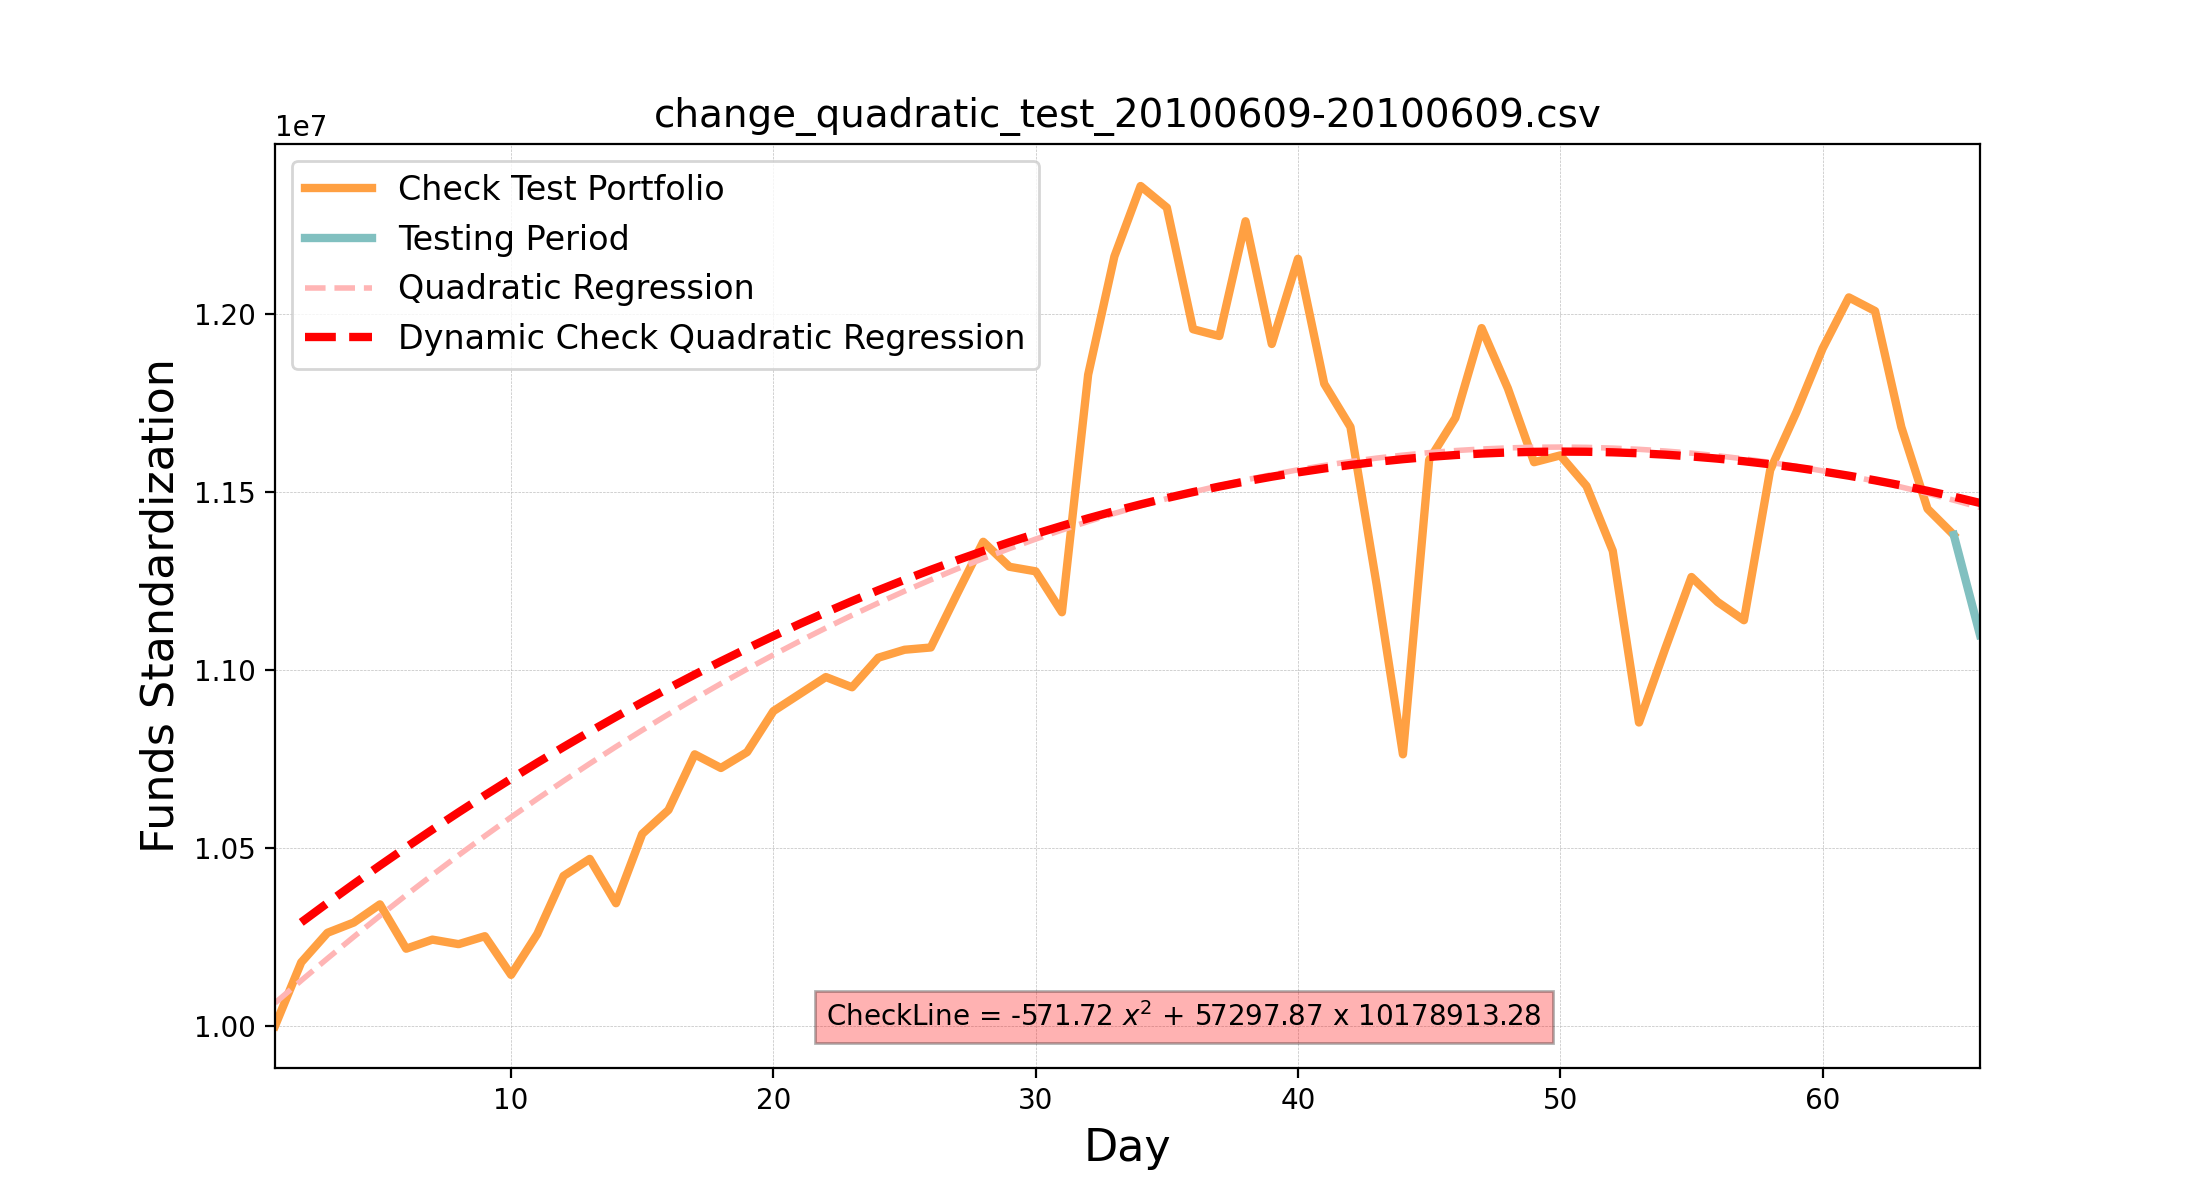 change_quadratic_test_20100609-20100609.csv
1e7
Check Test Portfolio
Testing Period
Quadratic Regression
Dynamic Check Quadratic Regression
1.20
1.15
1.10
1.05
1.00
Funds Standardization
CheckLine = -571.72 x² + 57297.87 x 10178913.28
10 20 30 40 50 60
Day